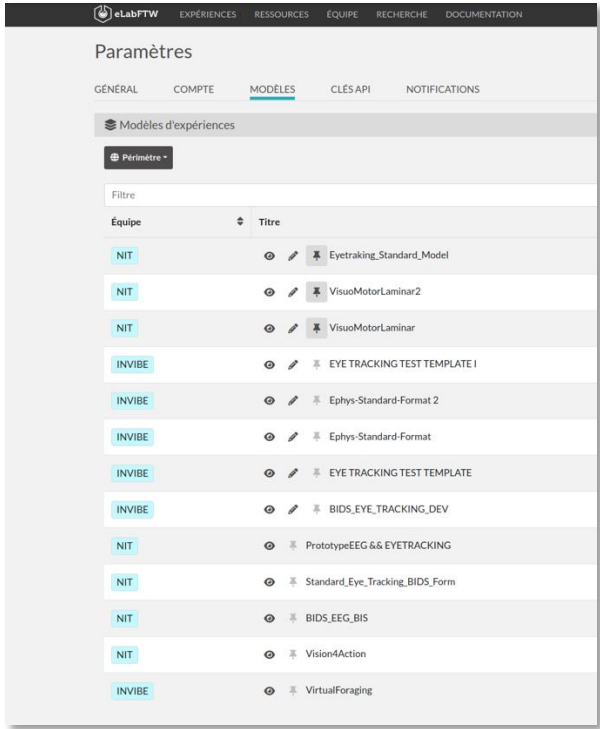 eLabFTW EXPÉRIENCES RESSOURCES ÉQUIPE RECHERCHE DOCUMENTATION
Paramètres
GÉNÉRAL COMPTE MODÈLES CLÉS API NOTIFICATIONS
Modèles d'expériences
Périmètre
Filtre
Équipe Titre
NIT Eyetraking_Standard_Model
NIT VisuoMotorLaminar2
NIT VisuoMotorLaminar
INVIBE EYE TRACKING TEST TEMPLATE I
INVIBE Ephys-Standard-Format 2
INVIBE Ephys-Standard-Format
INVIBE EYE TRACKING TEST TEMPLATE
INVIBE BIDS_EYE_TRACKING_DEV
NIT PrototypeEEG && EYETRACKING
NIT Standard_Eye_Tracking_BIDS_Form
NIT BIDS_EEG_BIS
NIT Vision4Action
INVIBE VirtualForaging